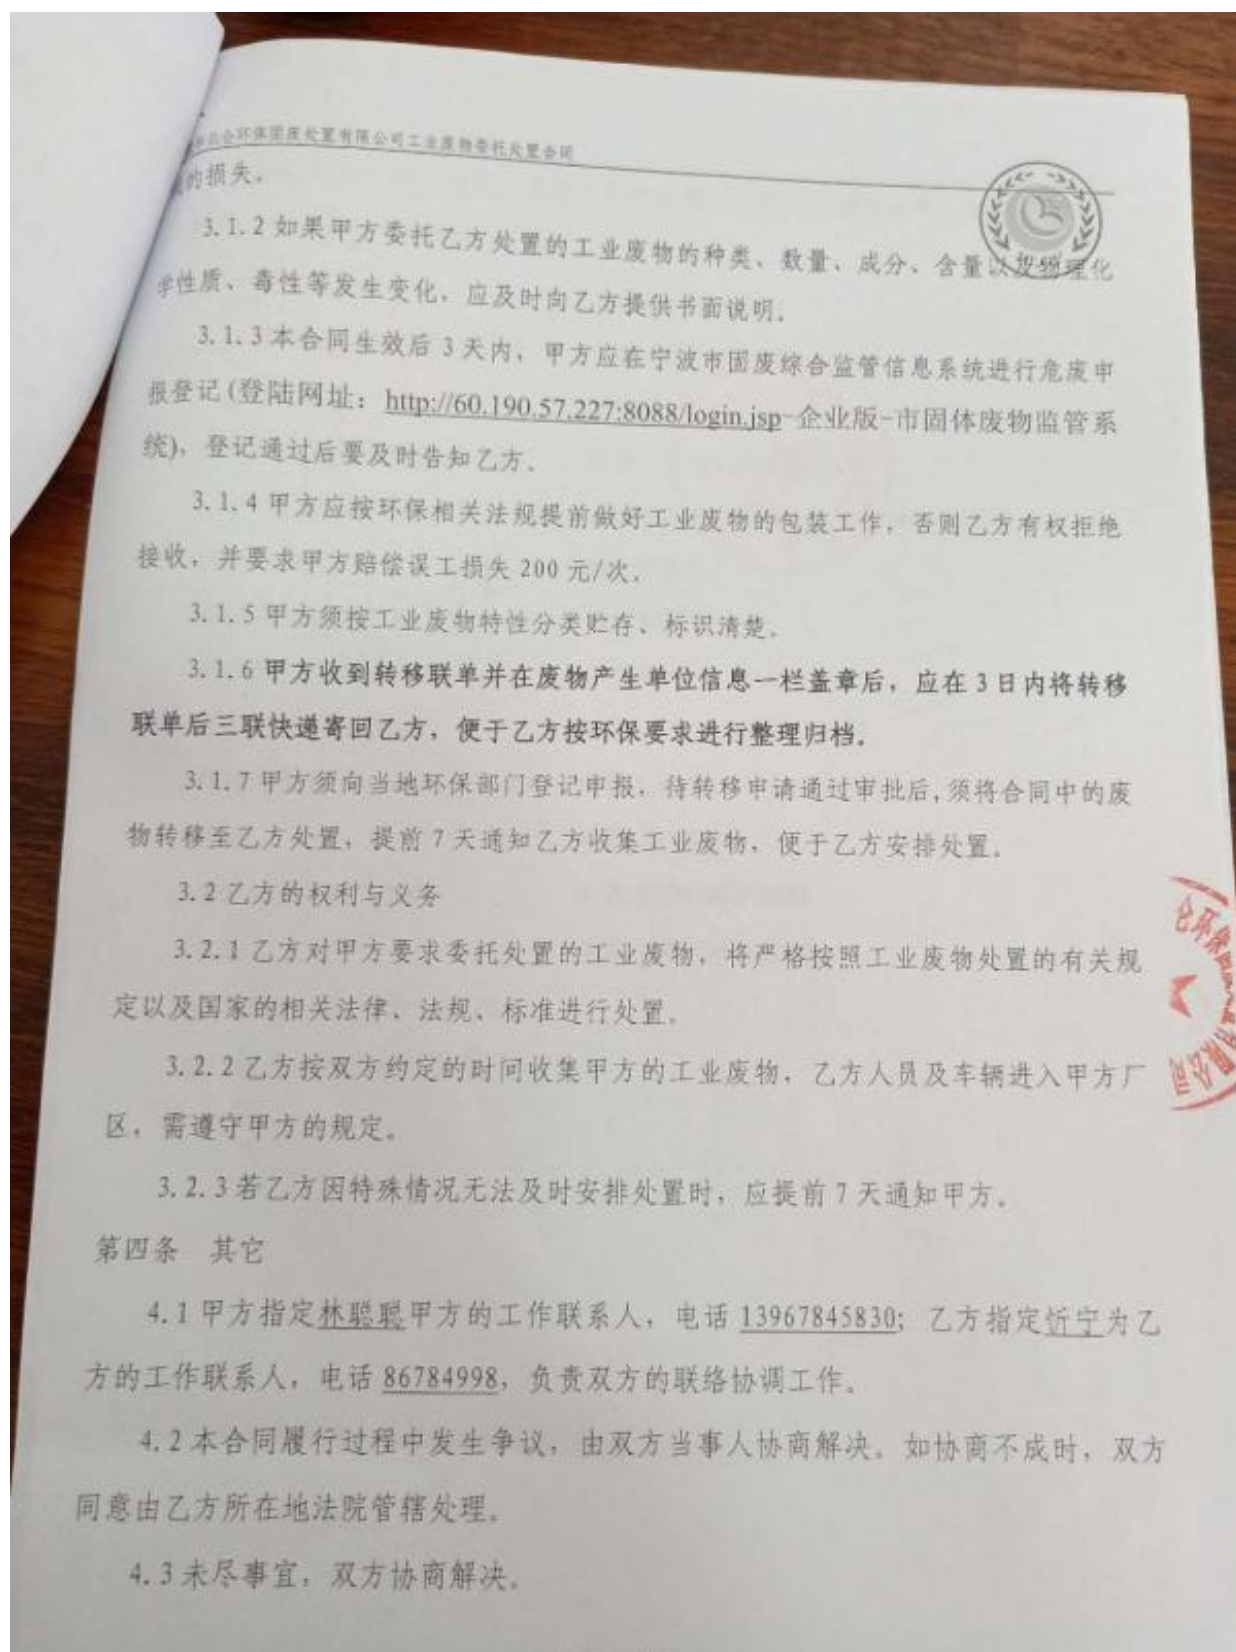 仑环保固废处置有限公司工业废物委托处置合同
的损失。
3.1.2 如果甲方委托乙方处置的工业废物的种类、数量、成分、含量以及物理化
学性质、毒性等发生变化，应及时向乙方提供书面说明。
3.1.3 本合同生效后 3 天内，甲方应在宁波市固废综合监管信息系统进行危废申
报登记(登陆网址：http://60.190.57.227:8088/login.jsp-企业版-市固体废物监管系
统)，登记通过后要及时告知乙方。
3.1.4 甲方应按环保相关法规提前做好工业废物的包装工作，否则乙方有权拒绝
接收，并要求甲方赔偿误工损失 200 元/次。
3.1.5 甲方须按工业废物特性分类贮存、标识清楚。
3.1.6 甲方收到转移联单并在废物产生单位信息一栏盖章后，应在 3 日内将转移
联单后三联快递寄回乙方，便于乙方按环保要求进行整理归档。
3.1.7 甲方须向当地环保部门登记申报，待转移申请通过审批后,须将合同中的废
物转移至乙方处置，提前 7 天通知乙方收集工业废物，便于乙方安排处置。
3.2 乙方的权利与义务
3.2.1 乙方对甲方要求委托处置的工业废物，将严格按照工业废物处置的有关规
定以及国家的相关法律、法规、标准进行处置。
3.2.2 乙方按双方约定的时间收集甲方的工业废物，乙方人员及车辆进入甲方厂
区，需遵守甲方的规定。
3.2.3 若乙方因特殊情况无法及时安排处置时，应提前 7 天通知甲方。
第四条 其它
4.1 甲方指定林聪聪甲方的工作联系人，电话 13967845830; 乙方指定忻宁为乙
方的工作联系人，电话 86784998，负责双方的联络协调工作。
4.2 本合同履行过程中发生争议，由双方当事人协商解决。如协商不成时，双方
同意由乙方所在地法院管辖处理。
4.3 未尽事宜，双方协商解决。
仑环保固废处置有限公司